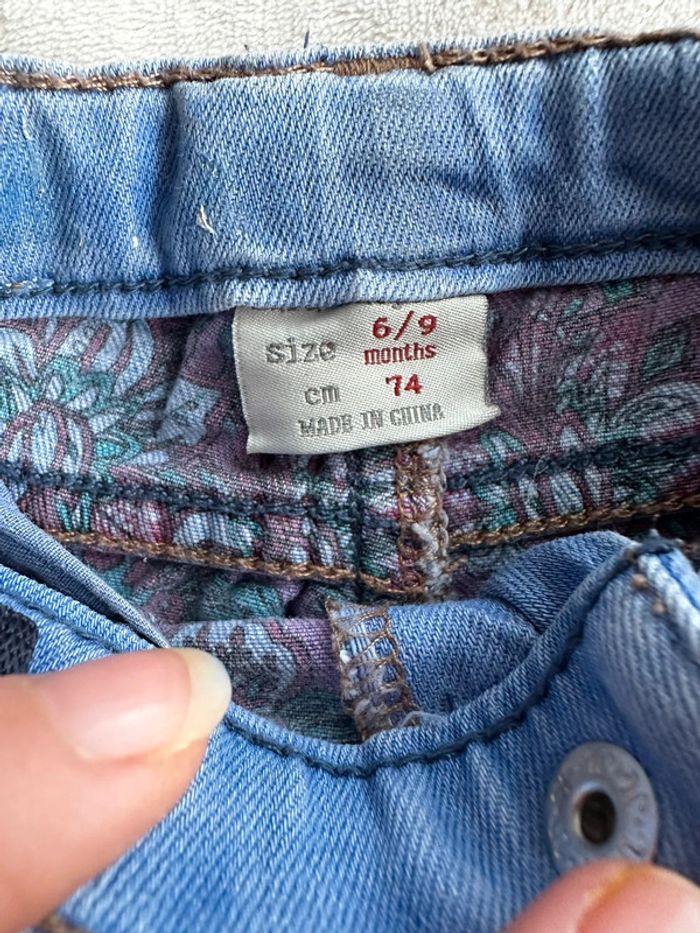 6/9
size months
cm 74
MADE IN CHINA